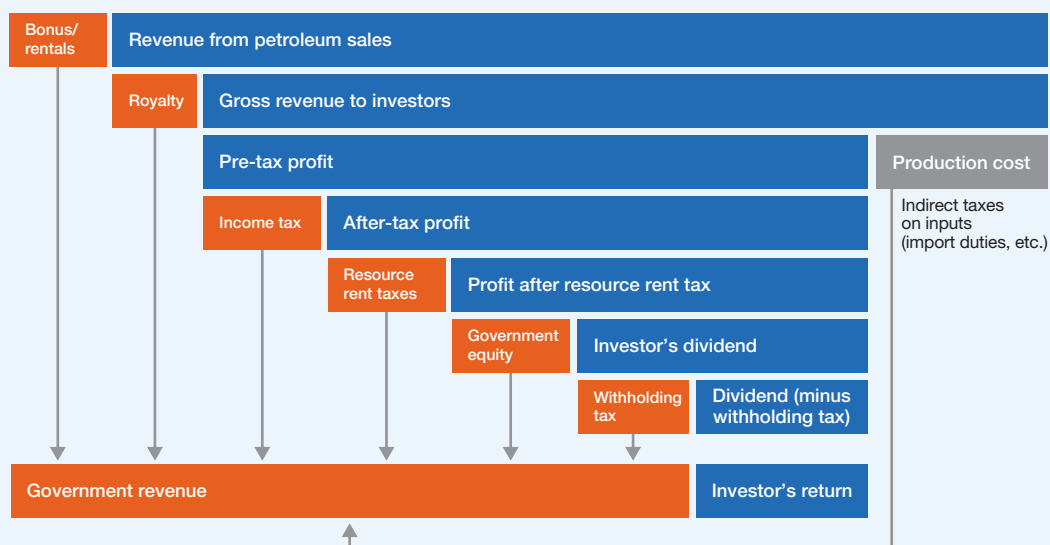 Bonus/
rentals
Revenue from petroleum sales
Royalty
Gross revenue to investors
Pre-tax profit
Production cost
Income tax
After-tax profit
Indirect taxes
on inputs
(import duties, etc.)
Resource
rent taxes
Profit after resource rent tax
Government
equity
Investor's dividend
Withholding
tax
Dividend (minus
withholding tax)
Government revenue
Investor's return